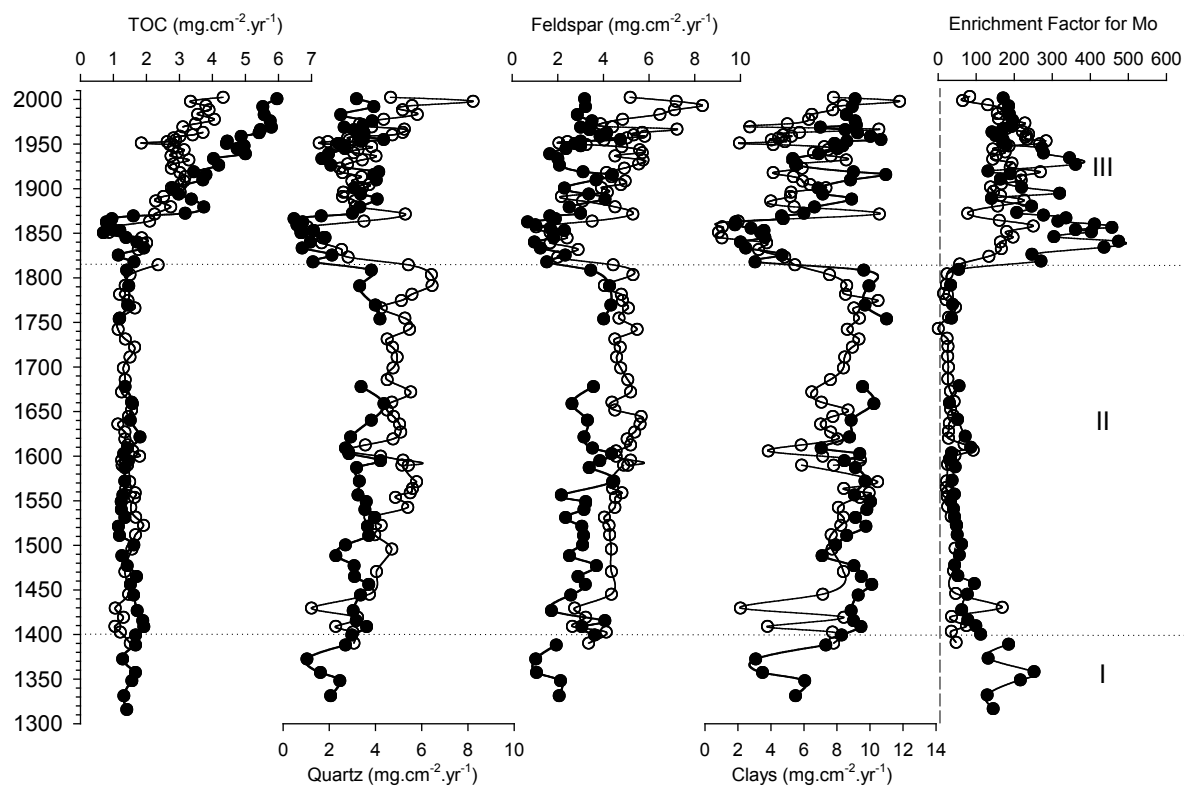 TOC (mg.cm-2.yr-1) Feldspar (mg.cm-2.yr-1) Enrichment Factor for Mo
0 1 2 3 4 5 6 7 0 2 4 6 8 10 0 100 200 300 400 500 600
2000
1950
1900
1850
1800
1750
1700
1650
1600
1550
1500
1450
1400
1350
1300
III
II
I
0 2 4 6 8 10 0 2 4 6 8 10 12 14
Quartz (mg.cm-2.yr-1) Clays (mg.cm-2.yr-1)